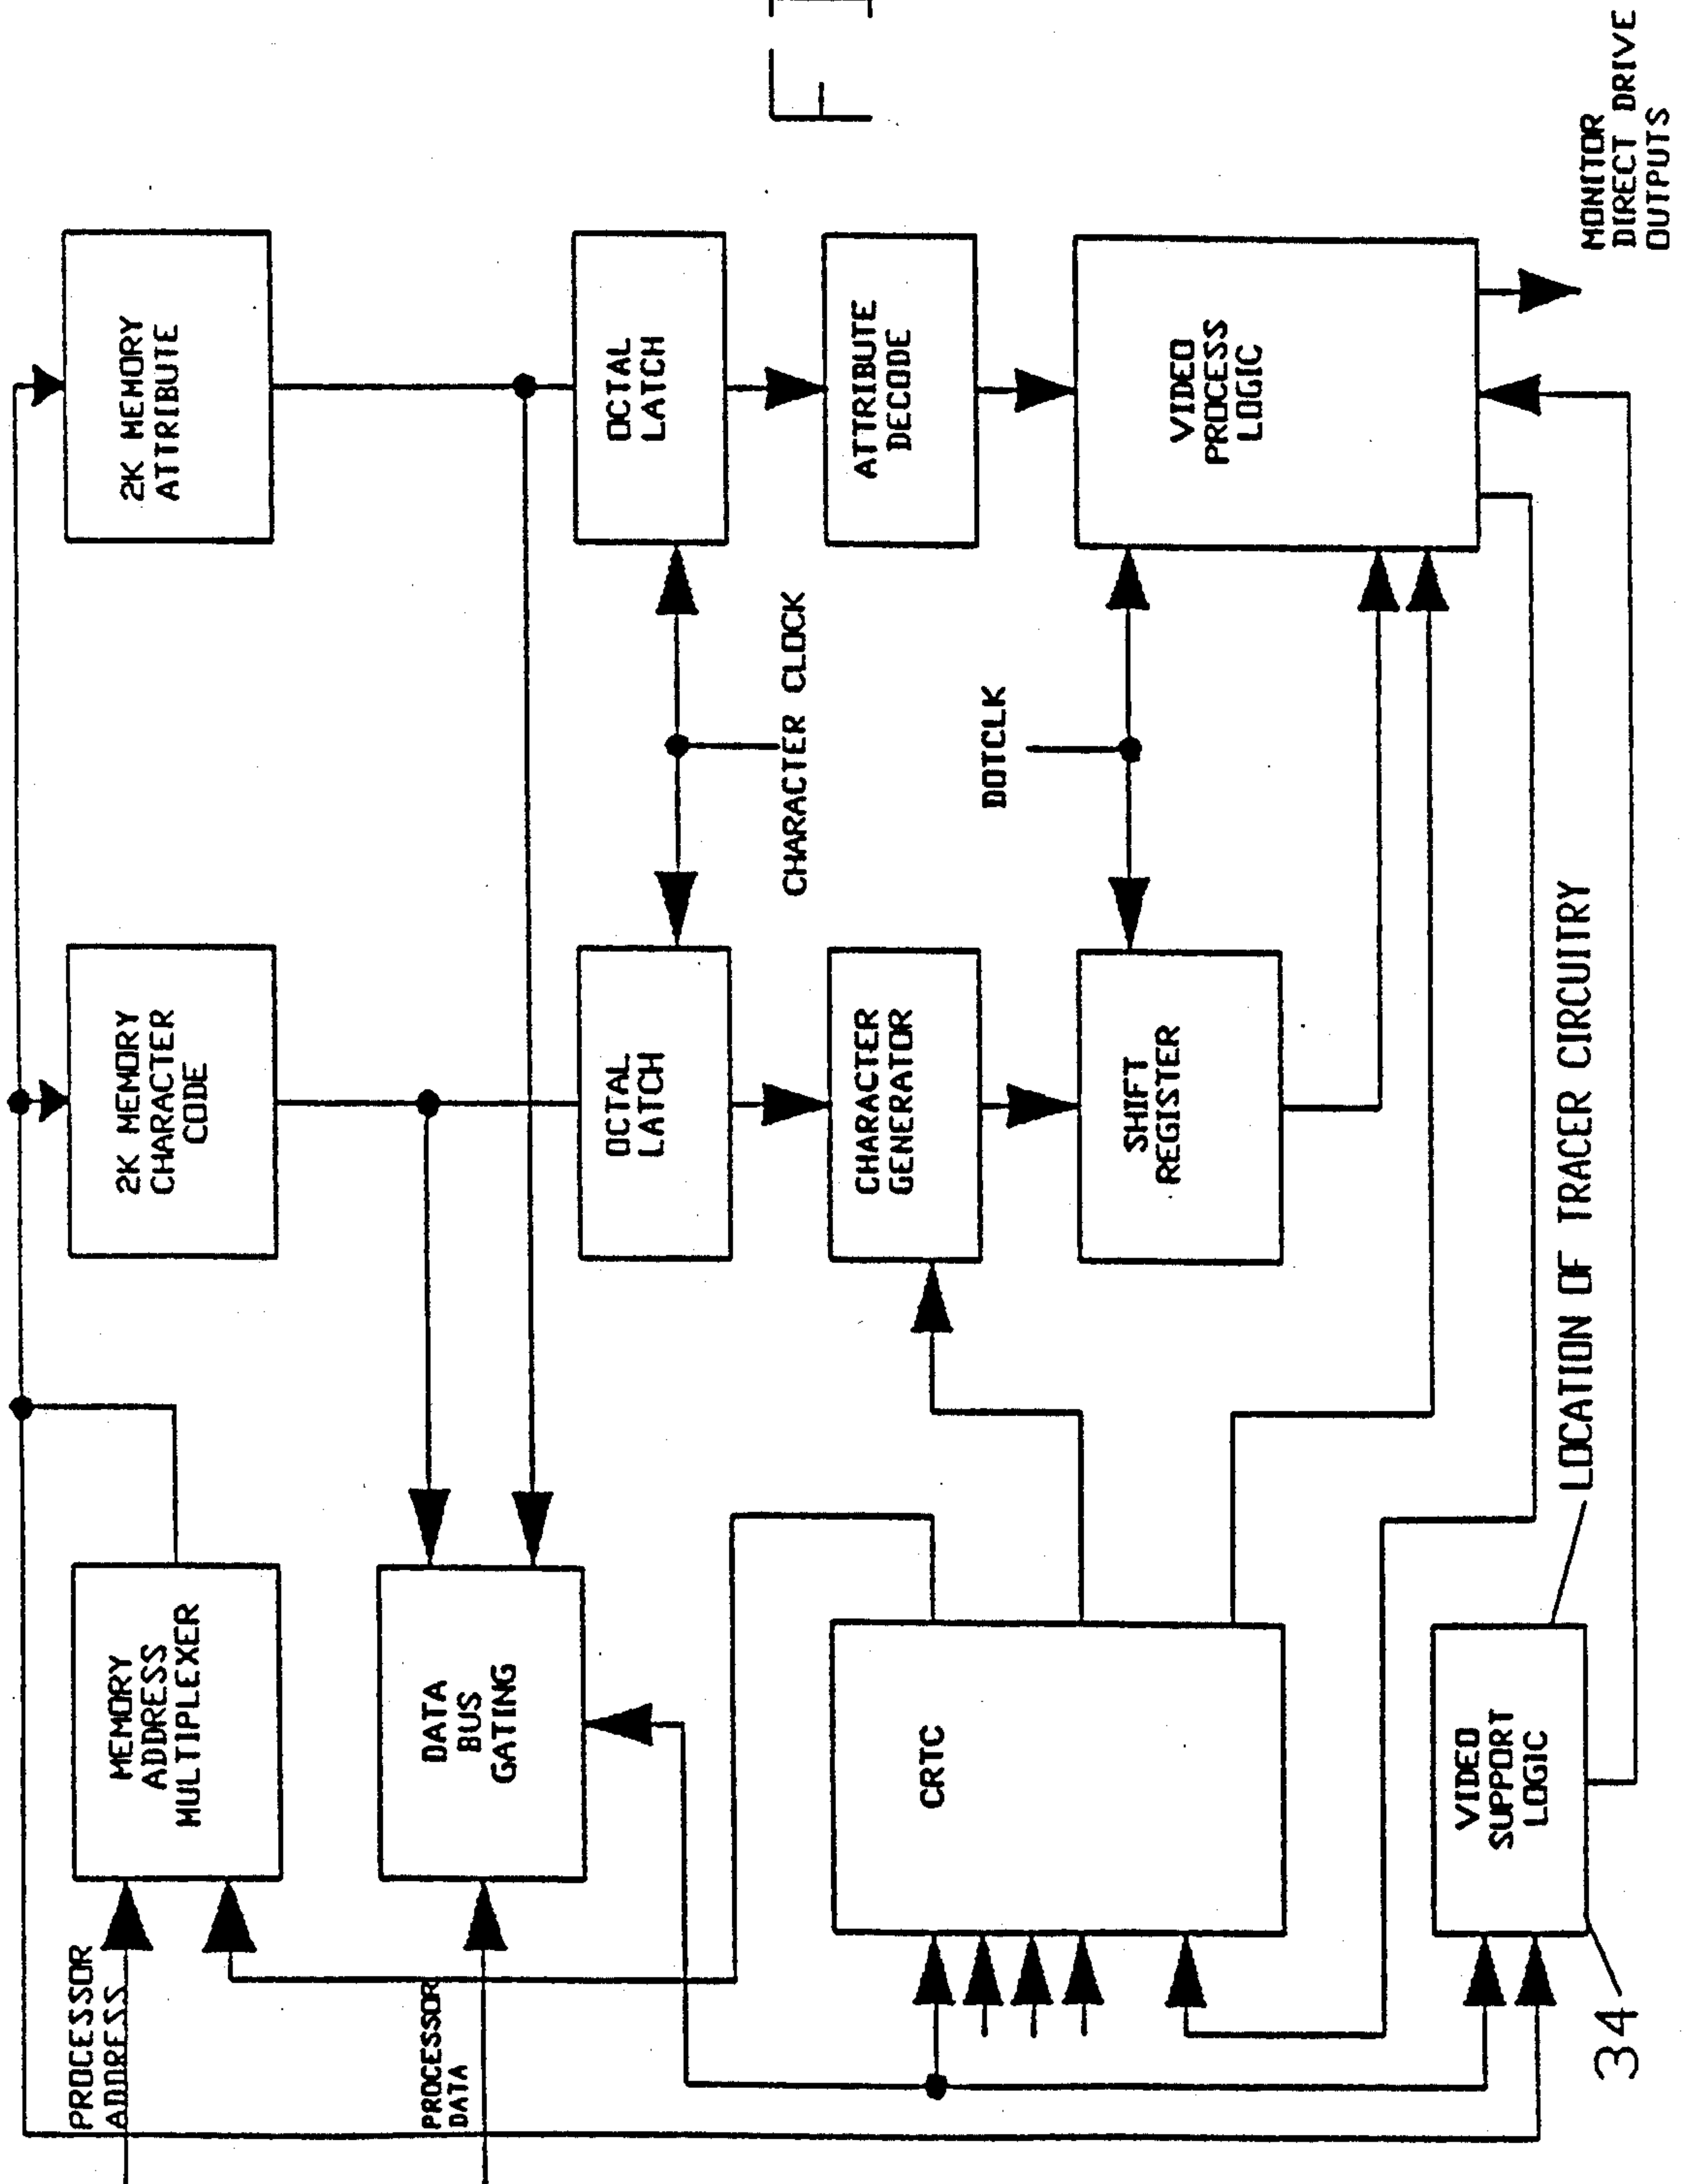 PROCESSOR
ADDRESS
MEMORY
ADDRESS
MULTIPLEXER
2K MEMORY
CHARACTER
CODE
2K MEMORY
ATTRIBUTE
PROCESSOR
DATA
DATA
BUS
GATING
OCTAL
LATCH
OCTAL
LATCH
CHARACTER CLOCK
F
CHARACTER
GENERATOR
ATTRIBUTE
DECODE
CRTC
DOTCLK
SHIFT
REGISTER
VIDEO
PROCESS
LOGIC
VIDEO
SUPPORT
LOGIC
LOCATION OF TRACER CIRCUITRY
34
MONITOR
DIRECT DRIVE
OUTPUTS